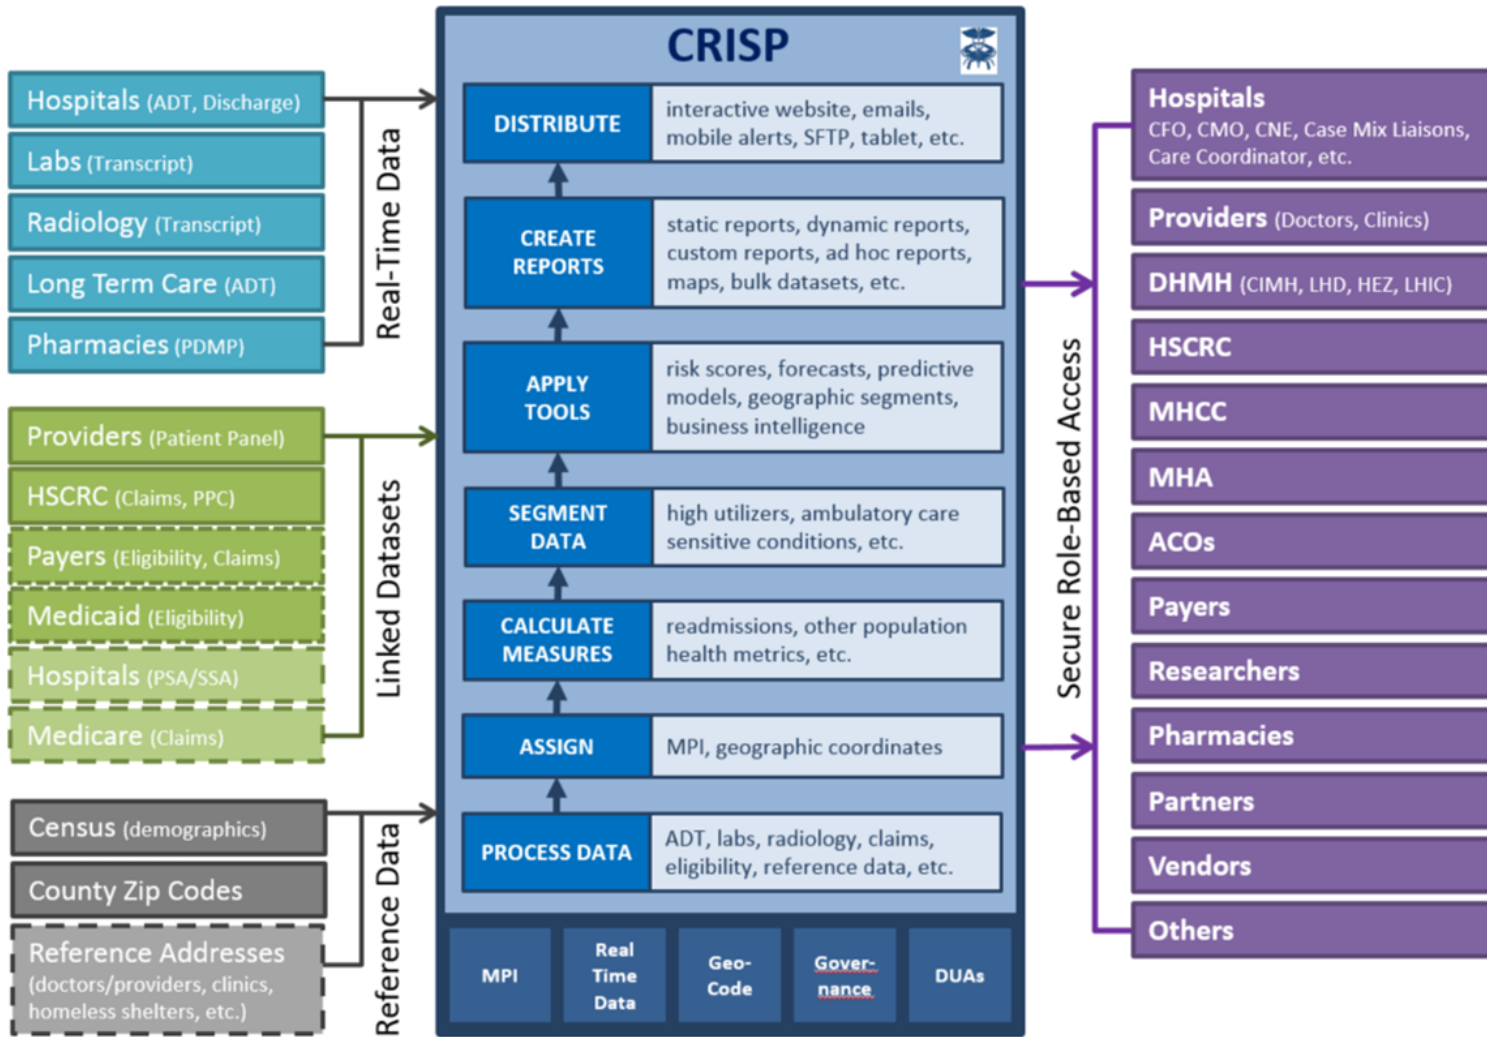 CRISP
Hospitals (ADT, Discharge)
Labs (Transcript)
Radiology (Transcript)
Long Term Care (ADT)
Pharmacies (PDMP)
Real-Time Data
Providers (Patient Panel)
HSCRC (Claims, PPC)
Payers (Eligibility, Claims)
Medicaid (Eligibility)
Hospitals (PSA/SSA)
Medicare (Claims)
Linked Datasets
Census (demographics)
County Zip Codes
Reference Addresses
(doctors/providers, clinics,
homeless shelters, etc.)
Reference Data
DISTRIBUTE
interactive website, emails,
mobile alerts, SFTP, tablet, etc.
CREATE
REPORTS
static reports, dynamic reports,
custom reports, ad hoc reports,
maps, bulk datasets, etc.
APPLY
TOOLS
risk scores, forecasts, predictive
models, geographic segments,
business intelligence
SEGMENT
DATA
high utilizers, ambulatory care
sensitive conditions, etc.
CALCULATE
MEASURES
readmissions, other population
health metrics, etc.
ASSIGN
MPI, geographic coordinates
PROCESS DATA
ADT, labs, radiology, claims,
eligibility, reference data, etc.
MPI
Real
Time
Data
Geo-
Code
Gover-
nance
DUAs
Secure Role-Based Access
Hospitals
CFO, CMO, CNE, Case Mix Liaisons,
Care Coordinator, etc.
Providers (Doctors, Clinics)
DHMH (CIMH, LHD, HEZ, LHIC)
HSCRC
MHCC
MHA
ACOs
Payers
Researchers
Pharmacies
Partners
Vendors
Others